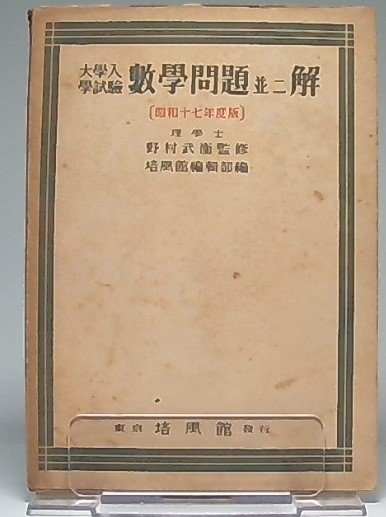 大學入學試驗 數學問題並ニ解
〔昭和十七年度版〕
理學士
野村武衞監修
培風館編輯部編
東京 培風館 發行